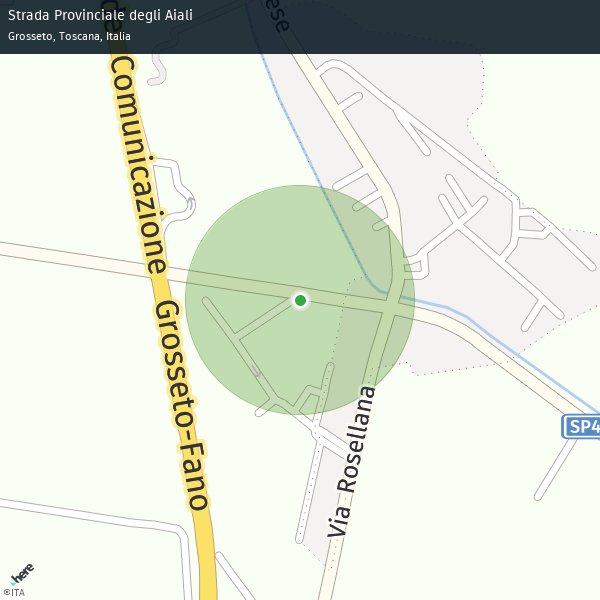 Strada Provinciale degli Aiali
Grosseto, Toscana, Italia
Comunicazione Grosseto-Fano
Via Rosellana
SP4
here
©ITA